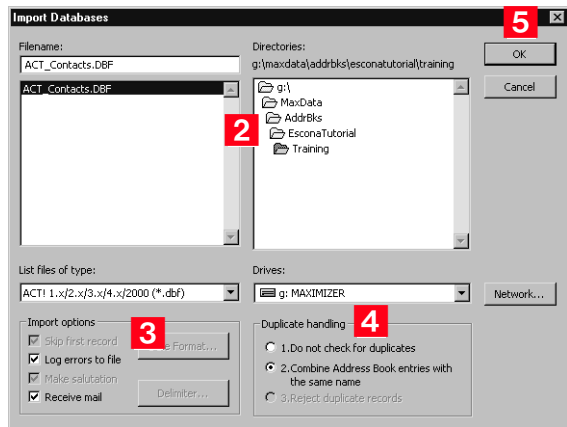 Import Databases
5
Filename:
ACT_Contacts.DBF
ACT_Contacts.DBF
Directories:
g:\maxdata\addrbks\esconatutorial\training
g:\
MaxData
AddrBks
EsconaTutorial
Training
2
OK
Cancel
List files of type:
ACT! 1.x/2.x/3.x/4.x/2000 (*.dbf)
Drives:
g: MAXIMIZER
Network...
Import options
3
Skip first record
Log errors to file
Make salutation
Receive mail
Format...
Delimiter...
Duplicate handling
4
1.Do not check for duplicates
2.Combine Address Book entries with
the same name
3.Reject duplicate records